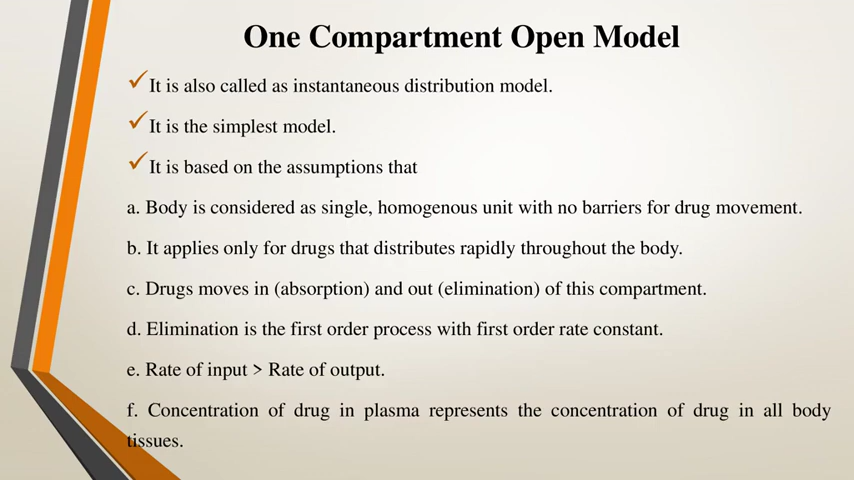 One Compartment Open Model
✓It is also called as instantaneous distribution model.
✓It is the simplest model.
✓It is based on the assumptions that
a. Body is considered as single, homogenous unit with no barriers for drug movement.
b. It applies only for drugs that distributes rapidly throughout the body.
c. Drugs moves in (absorption) and out (elimination) of this compartment.
d. Elimination is the first order process with first order rate constant.
e. Rate of input > Rate of output.
f. Concentration of drug in plasma represents the concentration of drug in all body
tissues.